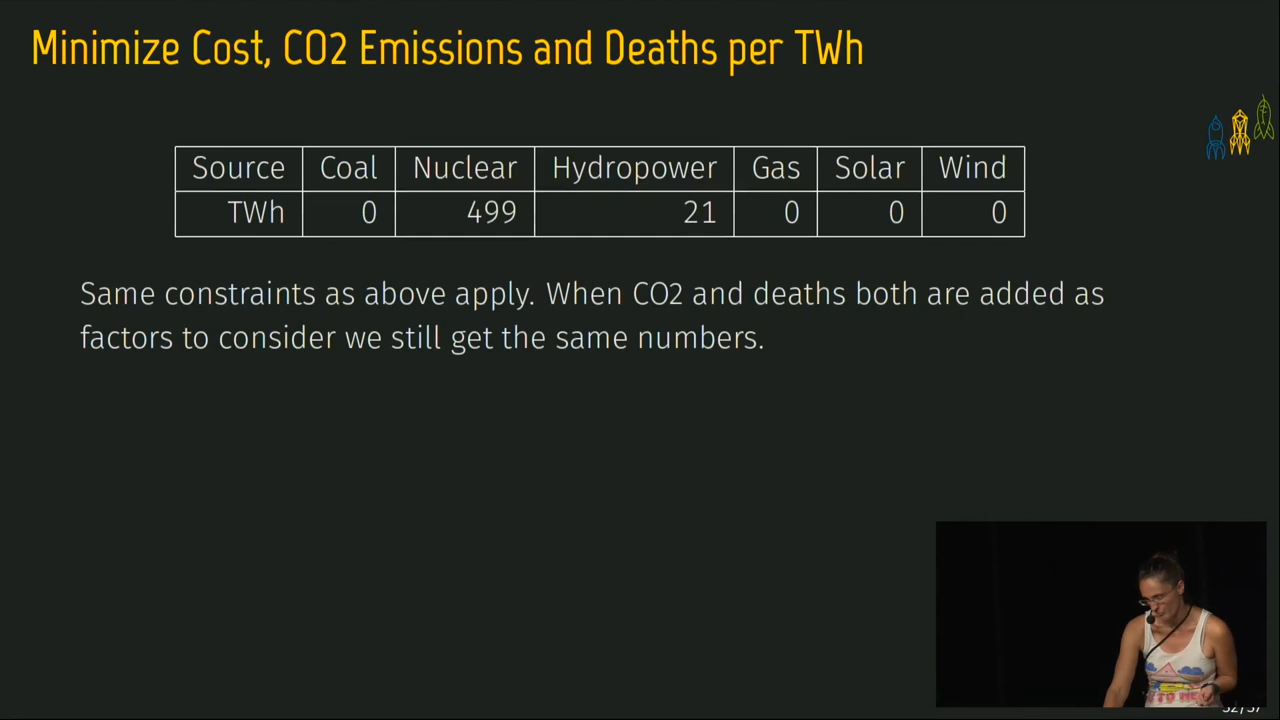 Minimize Cost, CO2 Emissions and Deaths per TWh
Source Coal Nuclear Hydropower Gas Solar Wind
TWh 0 499 21 0 0 0
Same constraints as above apply. When CO2 and deaths both are added as
factors to consider we still get the same numbers.